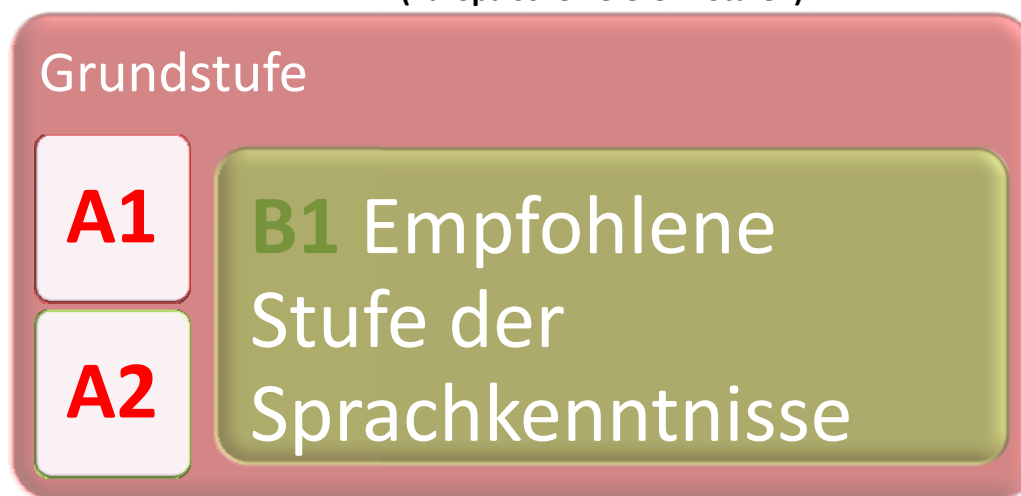 Grundstufe
A1
A2
B1 Empfohlene
Stufe der
Sprachkenntnisse